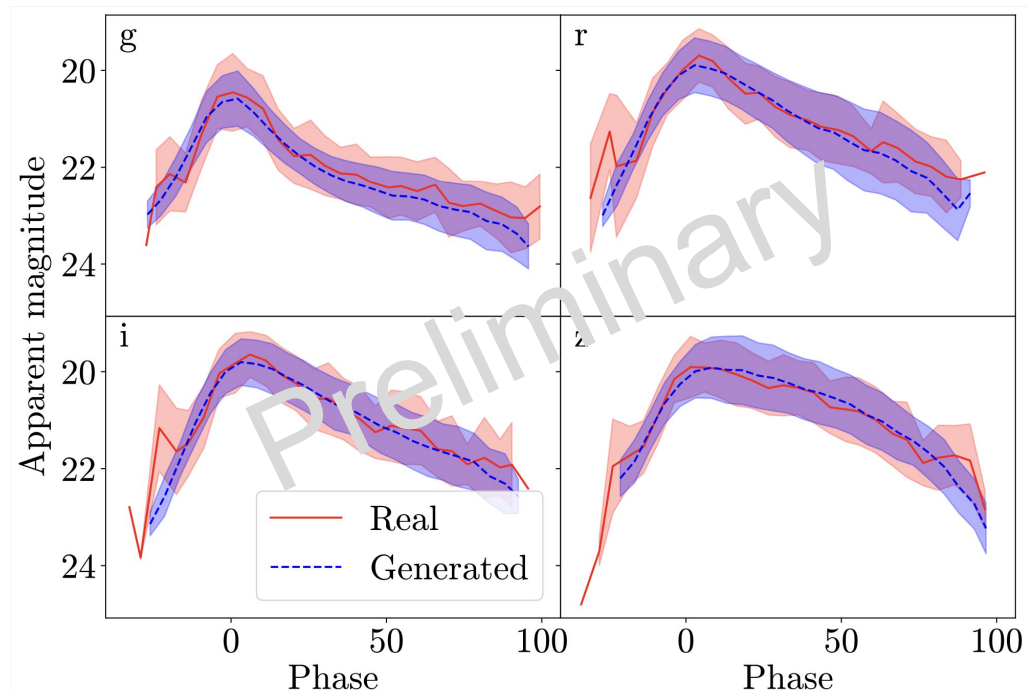 g
r
20
22
24
Apparent magnitude
Preliminary
i
z
20
22
24
Real
Generated
0
50
100
0
50
100
Phase
Phase